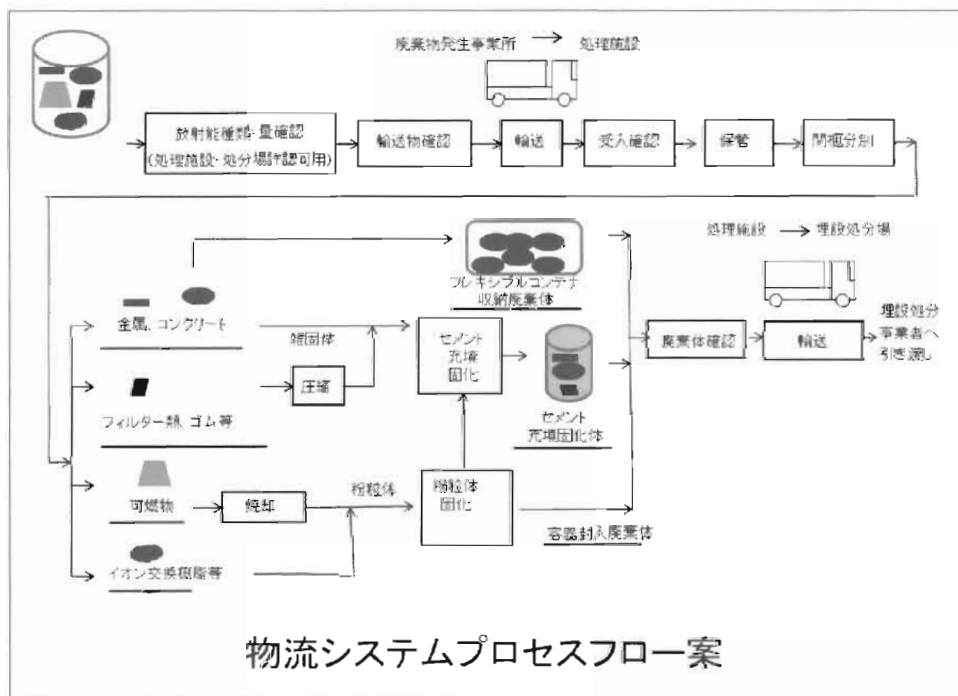 廃棄物発生事業所 → 処理施設
放射能種類・量確認
(処理施設・処分場許認可用)
輸送物確認
輸送
受入確認
保管
開梱分別
処理施設 → 埋設処分場
フレキシブルコンテナ
収納廃棄体
金属、コンクリート
雑固体
セメント
充填
固化
廃棄体確認
輸送
埋設処分
事業者へ
引き渡し
圧縮
フィルター類、ゴム等
セメント
充填固化体
可燃物
焼却
粉粒体
粉粒体
固化
容器封入廃棄体
イオン交換樹脂等
物流システムプロセスフロー案